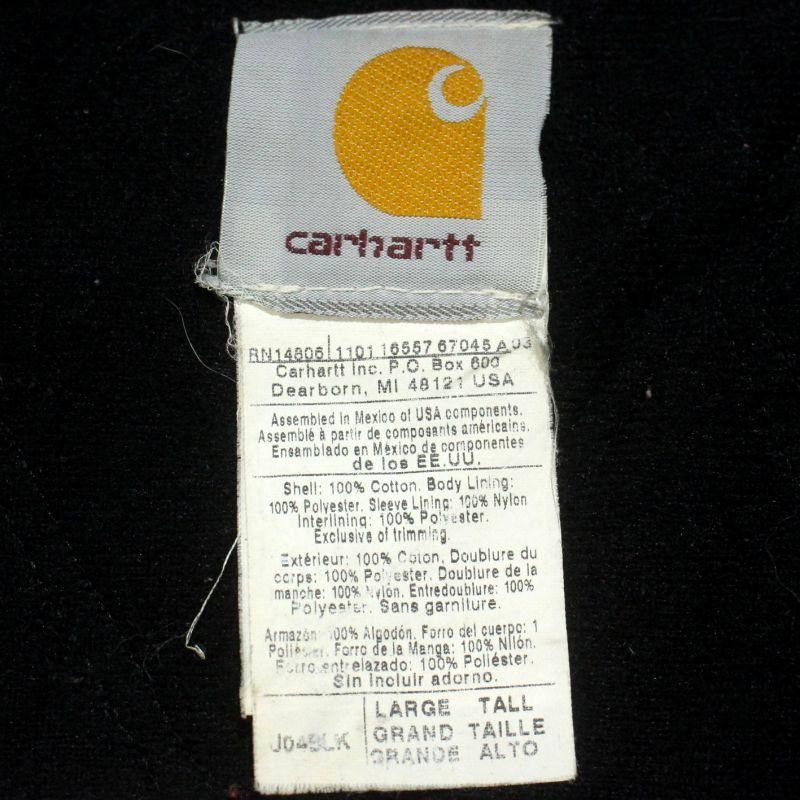 carhartt
RN14806 1101 16557 67045 A 03
Carhartt Inc. P.O. Box 600
Dearborn, MI 48121 USA
Assembled in Mexico of USA components.
Assemblé à partir de composants américains.
Ensamblado en México de componentes
de los EE.UU.
Shell: 100% Cotton. Body Lining:
100% Polyester. Sleeve Lining: 100% Nylon
Interlining: 100% Polyester.
Exclusive of trimming.
Extérieur: 100% Coton, Doublure du
corps: 100% Polyester. Doublure de la
manche: 100% Nylon. Entredoublure: 100%
Polyester. Sans garniture.
Armazón 100% Algodón. Forro del cuerpo: 1
Poliéster. Forro de la Manga: 100% Nilón.
Forro entrelazado: 100% Poliéster.
Sin incluir adorno.
LARGE TALL
GRAND TAILLE
GRANDE ALTO